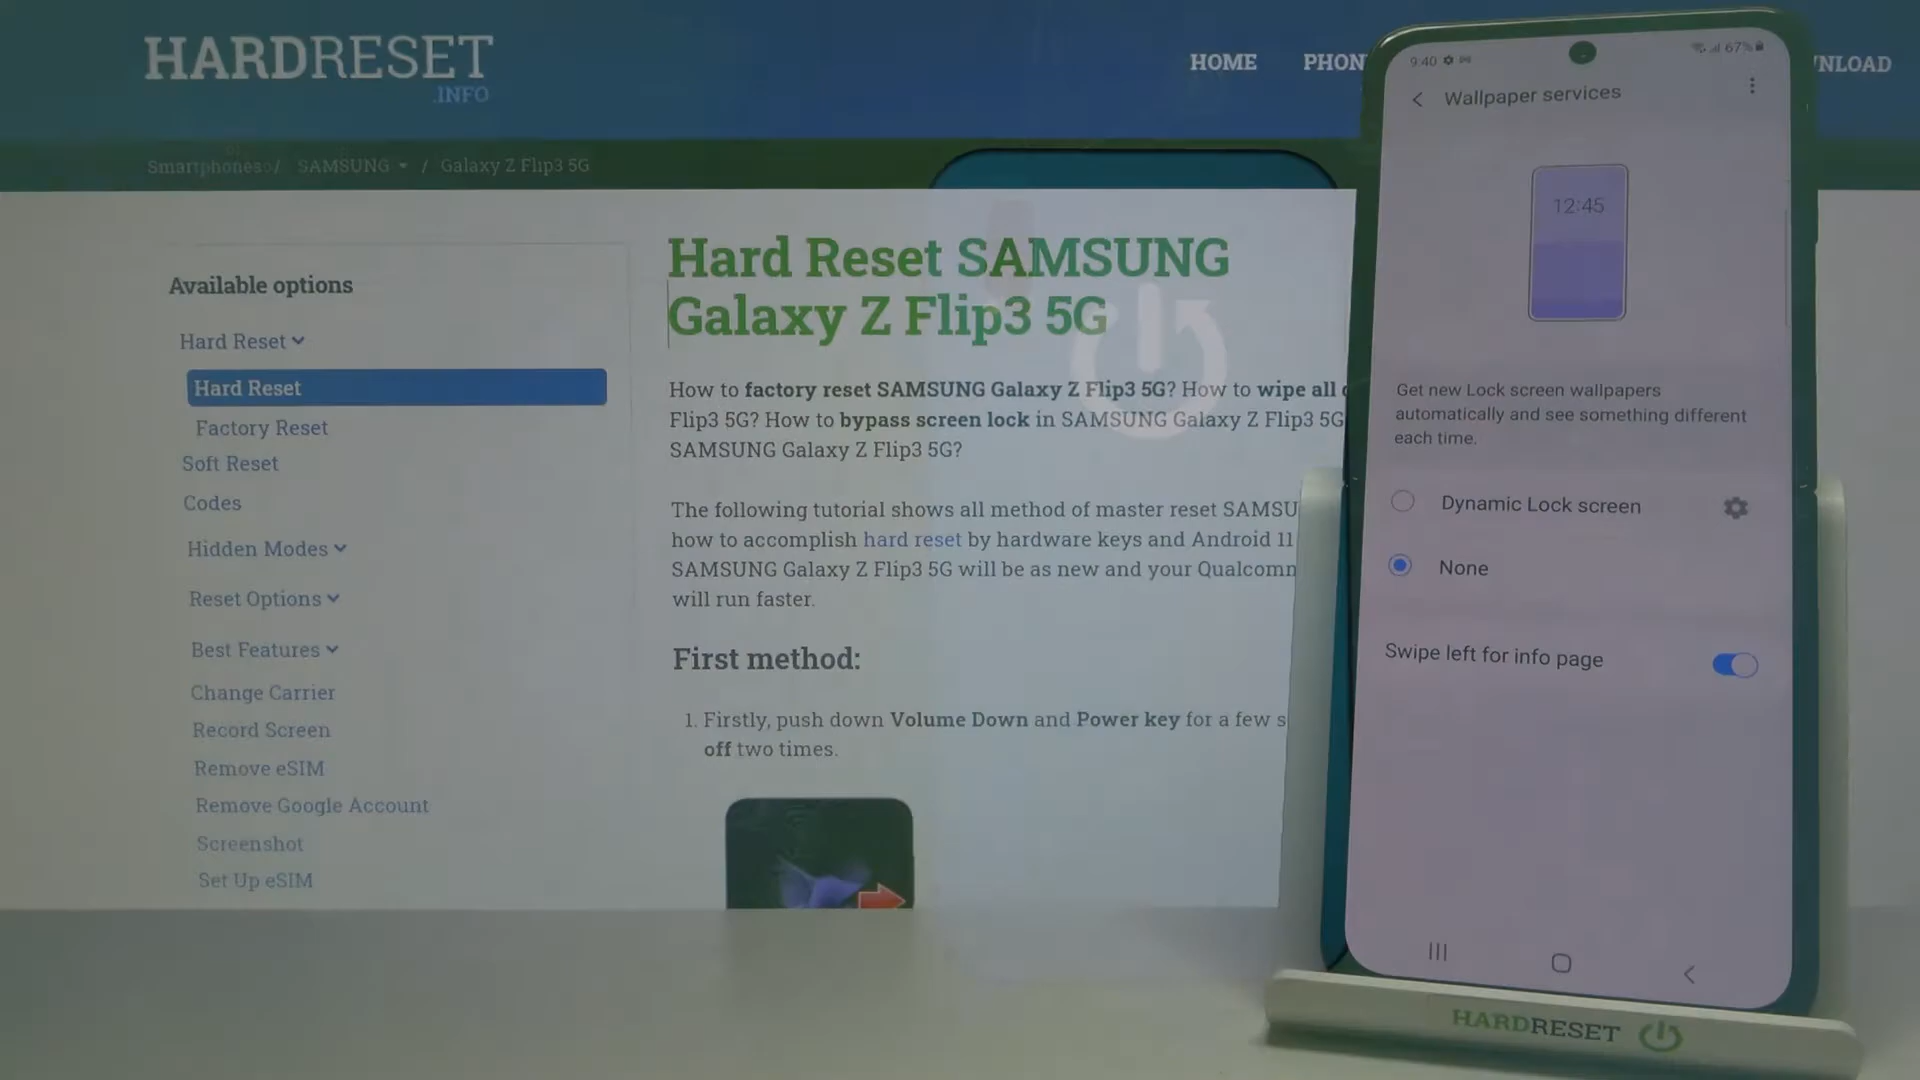 HARDRESET
.INFO
HOME
PHON
NLOAD
Smartphones / SAMSUNG / Galaxy Z Flip3 5G
Available options
Hard Reset
Hard Reset
Factory Reset
Soft Reset
Codes
Hidden Modes
Reset Options
Best Features
Change Carrier
Record Screen
Remove eSIM
Remove Google Account
Screenshot
Set Up eSIM
Hard Reset SAMSUNG
Galaxy Z Flip3 5G
How to factory reset SAMSUNG Galaxy Z Flip3 5G? How to wipe all
Flip3 5G? How to bypass screen lock in SAMSUNG Galaxy Z Flip3 5G
SAMSUNG Galaxy Z Flip3 5G?
The following tutorial shows all method of master reset SAMSU
how to accomplish hard reset by hardware keys and Android 11
SAMSUNG Galaxy Z Flip3 5G will be as new and your Qualcomm
will run faster.
First method:
1. Firstly, push down Volume Down and Power key for a few s
off two times.
9:40
67%
Wallpaper services
12:45
Get new Lock screen wallpapers
automatically and see something different
each time.
Dynamic Lock screen
None
Swipe left for info page
HARDRESET